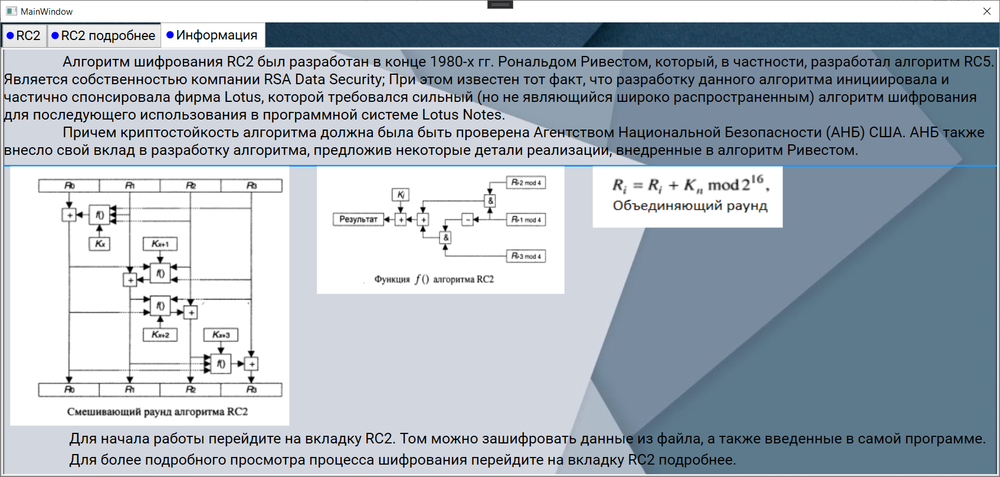 MainWindow
RC2
RC2 подробнее
Информация
Алгоритм шифрования RC2 был разработан в конце 1980-х гг. Рональдом Ривестом, который, в частности, разработал алгоритм RC5.
Является собственностью компании RSA Data Security; При этом известен тот факт, что разработку данного алгоритма инициировала и
частично спонсировала фирма Lotus, которой требовался сильный (но не являющийся широко распространенным) алгоритм шифрования
для последующего использования в программной системе Lotus Notes.
Причем криптостойкость алгоритма должна была быть проверена Агентством Национальной Безопасности (АНБ) США. АНБ также
внесло свой вклад в разработку алгоритма, предложив некоторые детали реализации, внедренные в алгоритм Ривестом.
R0 R1 R2 R3
+ f()
Kx Kx+1
f()
+
f()
+
Kx+2 Kx+3
f() +
R0 R1 R2 R3
Смешивающий раунд алгоритма RC2
Ri-2 mod 4
Kj
&
Результат + + ~ Ri-1 mod 4
&
Ri-3 mod 4
Функция f () алгоритма RC2
Ri = Ri + Kn mod 2^16,
Объединяющий раунд
Для начала работы перейдите на вкладку RC2. Том можно зашифровать данные из файла, а также введенные в самой программе.
Для более подробного просмотра процесса шифрования перейдите на вкладку RC2 подробнее.